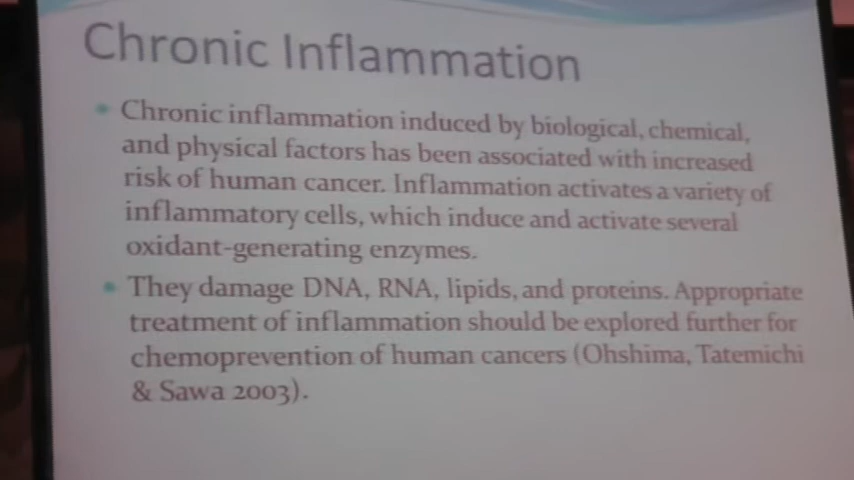 Chronic Inflammation
Chronic inflammation induced by biological, chemical,
and physical factors has been associated with increased
risk of human cancer. Inflammation activates a variety of
inflammatory cells, which induce and activate several
oxidant-generating enzymes.
They damage DNA, RNA, lipids, and proteins. Appropriate
treatment of inflammation should be explored further for
chemoprevention of human cancers (Ohshima, Tatemichi
& Sawa 2003).